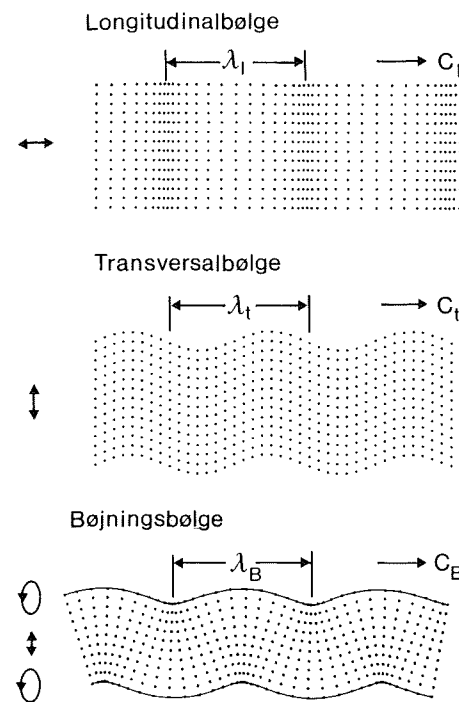 Longitudinalbølge
λl Cl
Transversalbølge
λt Ct
Bøjningsbølge
λB CB